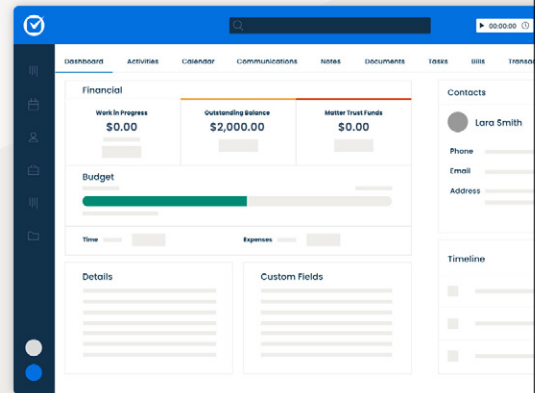 00:00:00
Dashboard Activities Calendar Communications Notes Documents Tasks Bills Transac
Financial
Work in Progress
$0.00
Outstanding Balance
$2,000.00
Matter Trust Funds
$0.00
Budget
Time
Expenses
Details
Custom Fields
Contacts
Lara Smith
Phone
Email
Address
Timeline